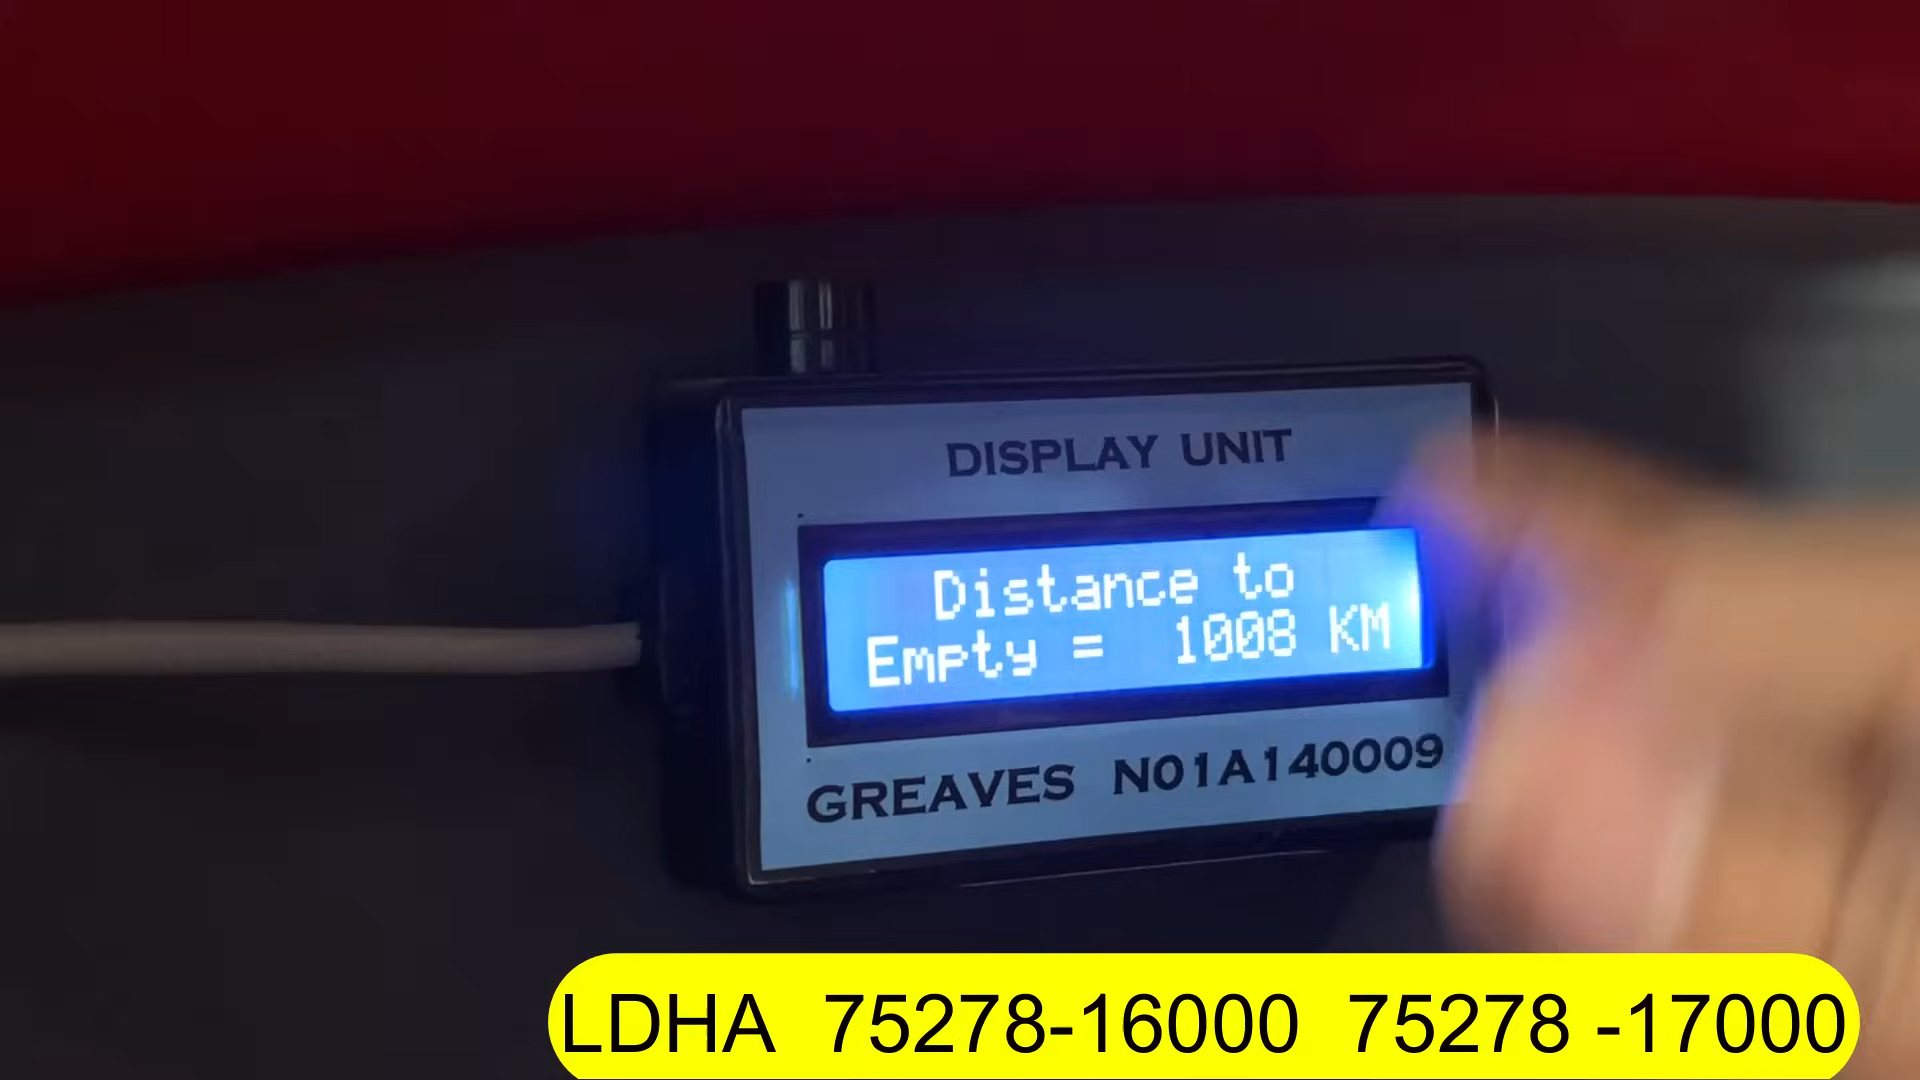 DISPLAY UNIT
Distance to
Empty = 1008 KM
GREAVES N01A140009
LDHA 75278-16000 75278 -17000